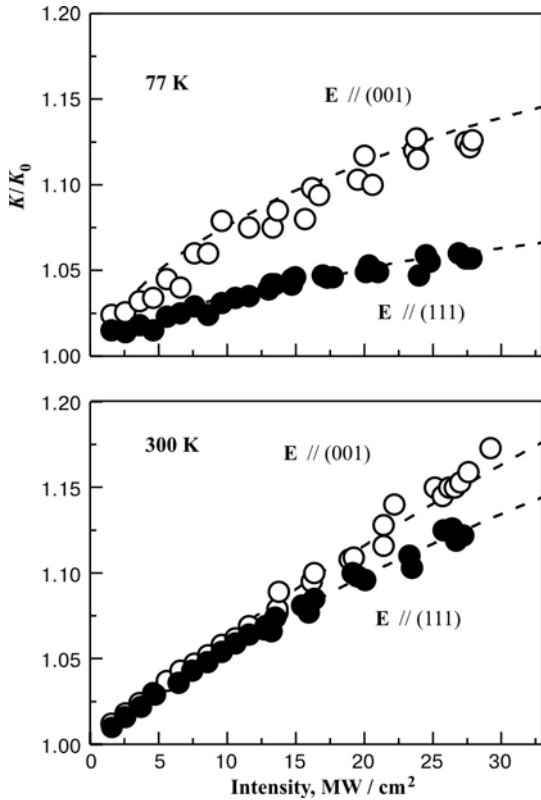 1.20
77 K
E // (001)
1.15
K/K₀
1.10
1.05
E // (111)
1.00
1.20
300 K
E // (001)
1.15
1.10
E // (111)
1.05
1.00
0 5 10 15 20 25 30
Intensity, MW / cm²